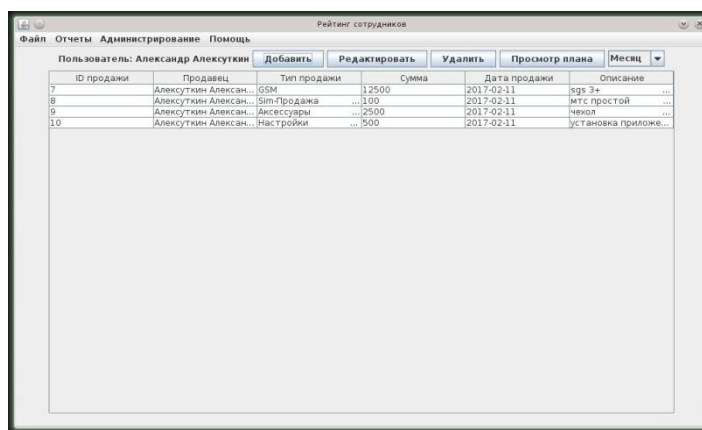 Рейтинг сотрудников
Файл Отчеты Администрирование Помощь
Пользователь: Александр Алексуткин Добавить Редактировать Удалить Просмотр плана Месяц
ID продажи Продавец Тип продажи Сумма Дата продажи Описание
7 Алексуткин Алексан... GSM 12500 2017-02-11 sgs 3+ ...
8 Алексуткин Алексан... Sim-Продажа ... 100 2017-02-11 мтс простой ...
9 Алексуткин Алексан... Аксессуары ... 2500 2017-02-11 чехол ...
10 Алексуткин Алексан... Настройки ... 500 2017-02-11 установка приложе...